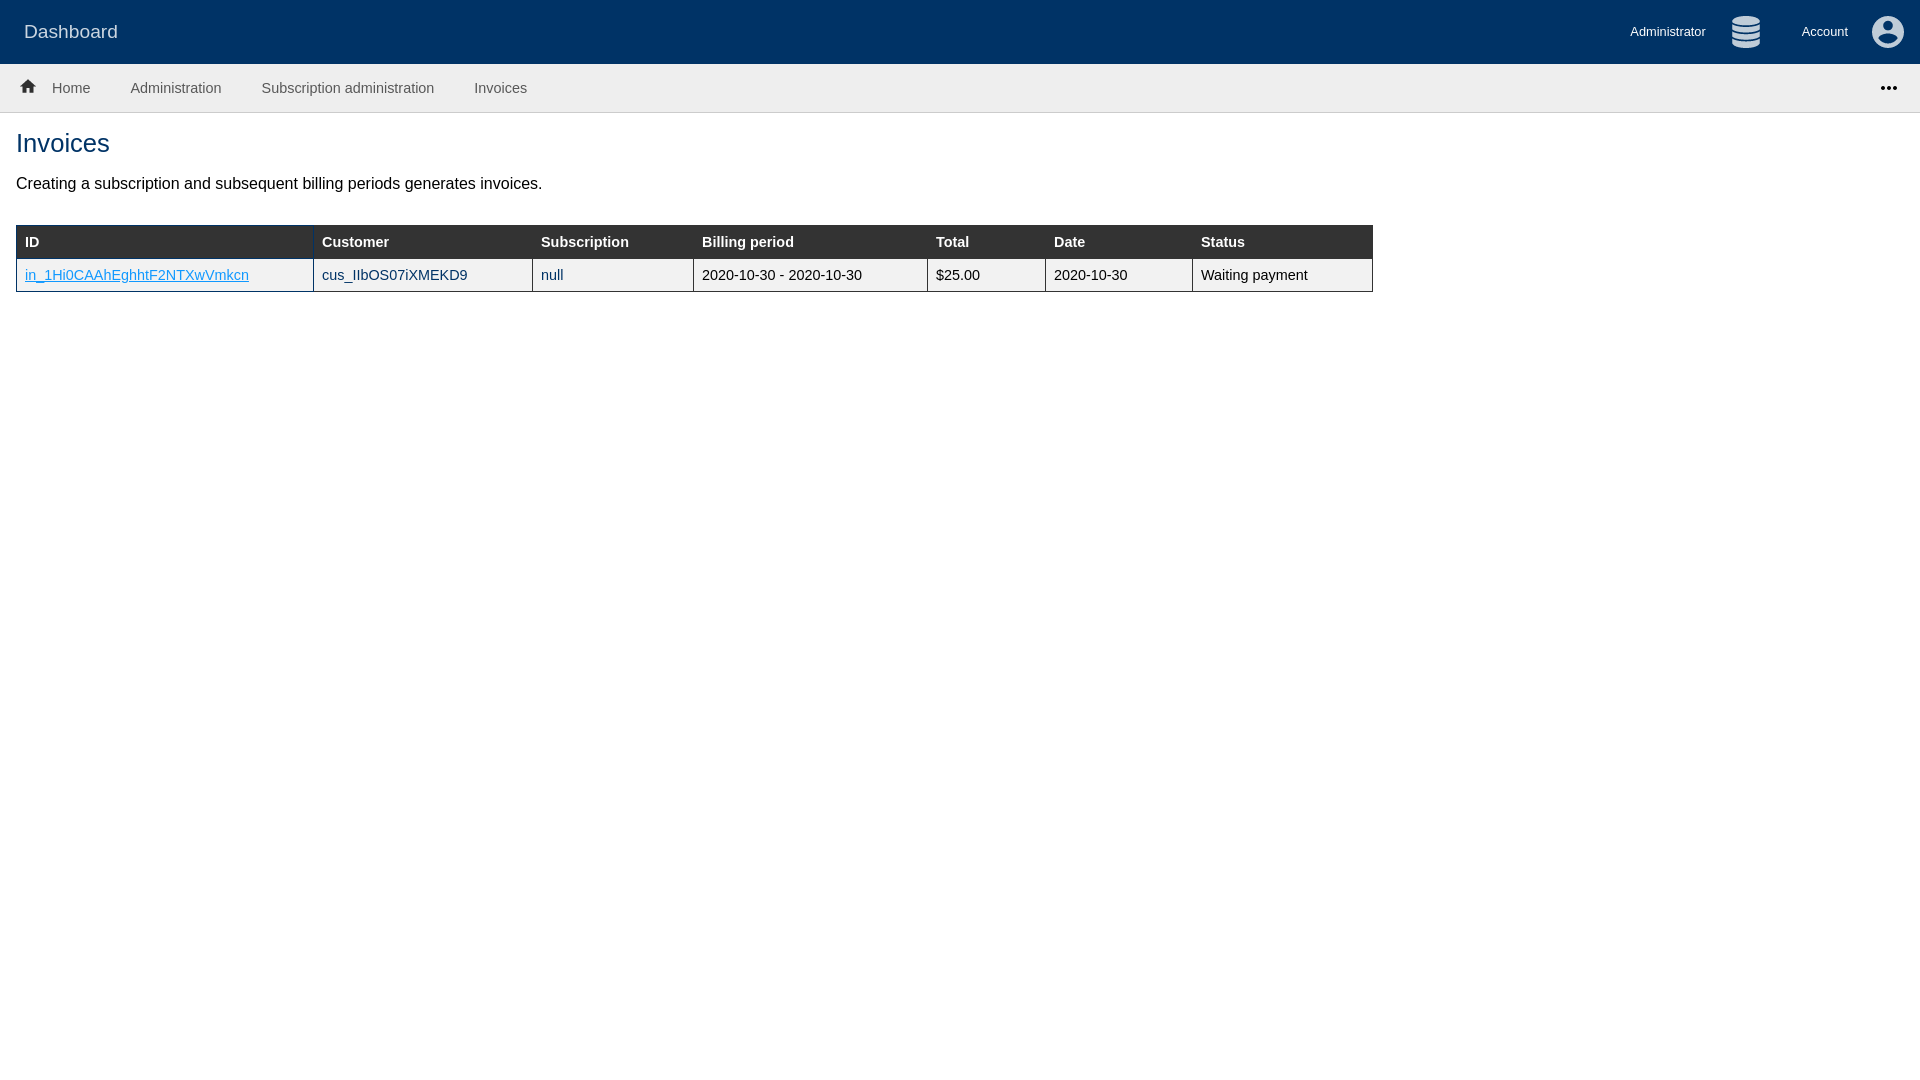 Dashboard
Administrator
Account
Home
Administration
Subscription administration
Invoices
Invoices
Creating a subscription and subsequent billing periods generates invoices.
ID Customer Subscription Billing period Total Date Status
in_1Hi0CAAhEghhtF2NTXwVmkcn cus_IIbOS07iXMEKD9 null 2020-10-30 - 2020-10-30 $25.00 2020-10-30 Waiting payment